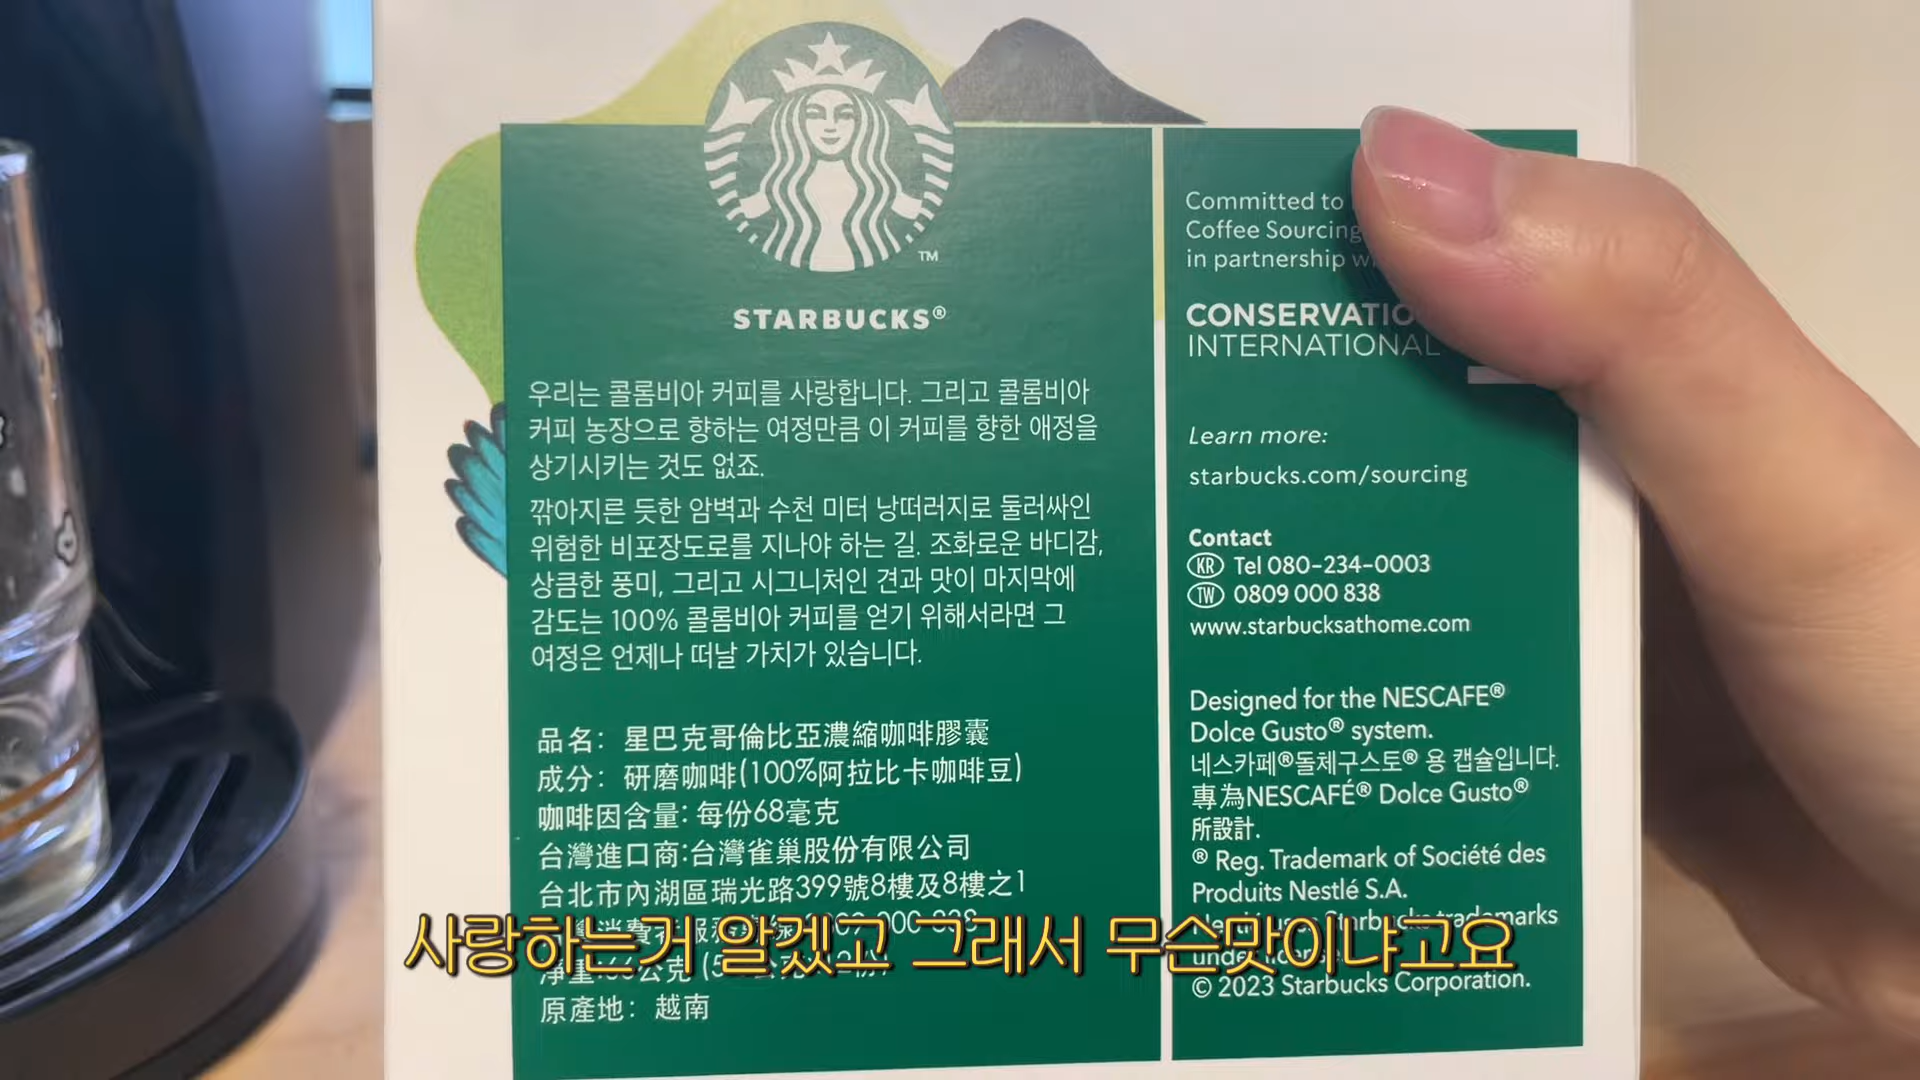 TM
STARBUCKS®
우리는 콜롬비아 커피를 사랑합니다. 그리고 콜롬비아
커피 농장으로 향하는 여정만큼 이 커피를 향한 애정을
상기시키는 것도 없죠.
깎아지른 듯한 암벽과 수천 미터 낭떠러지로 둘러싸인
위험한 비포장도로를 지나야 하는 길. 조화로운 바디감,
상큼한 풍미, 그리고 시그니처인 견과 맛이 마지막에
감도는 100% 콜롬비아 커피를 얻기 위해서라면 그
여정은 언제나 떠날 가치가 있습니다.
品名: 星巴克哥倫比亞濃縮咖啡膠囊
成分: 研磨咖啡(100%阿拉比卡咖啡豆)
咖啡因含量: 每份68毫克
台灣進口商:台灣雀巢股份有限公司
台北市內湖區瑞光路399號8樓及8樓之1
原產地: 越南
Committed to
Coffee Sourcing
in partnership
CONSERVATIO
INTERNATIONAL
Learn more:
starbucks.com/sourcing
Contact
KR Tel 080-234-0003
TW 0809 000 838
www.starbucksathome.com
Designed for the NESCAFE®
Dolce Gusto® system.
네스카페®돌체구스토® 용 캡슐입니다.
專為NESCAFÉ® Dolce Gusto®
所設計.
® Reg. Trademark of Société des
Produits Nestlé S.A.
trademarks
© 2023 Starbucks Corporation.
사랑하는거 알겠고 그래서 무슨맛이냐고요